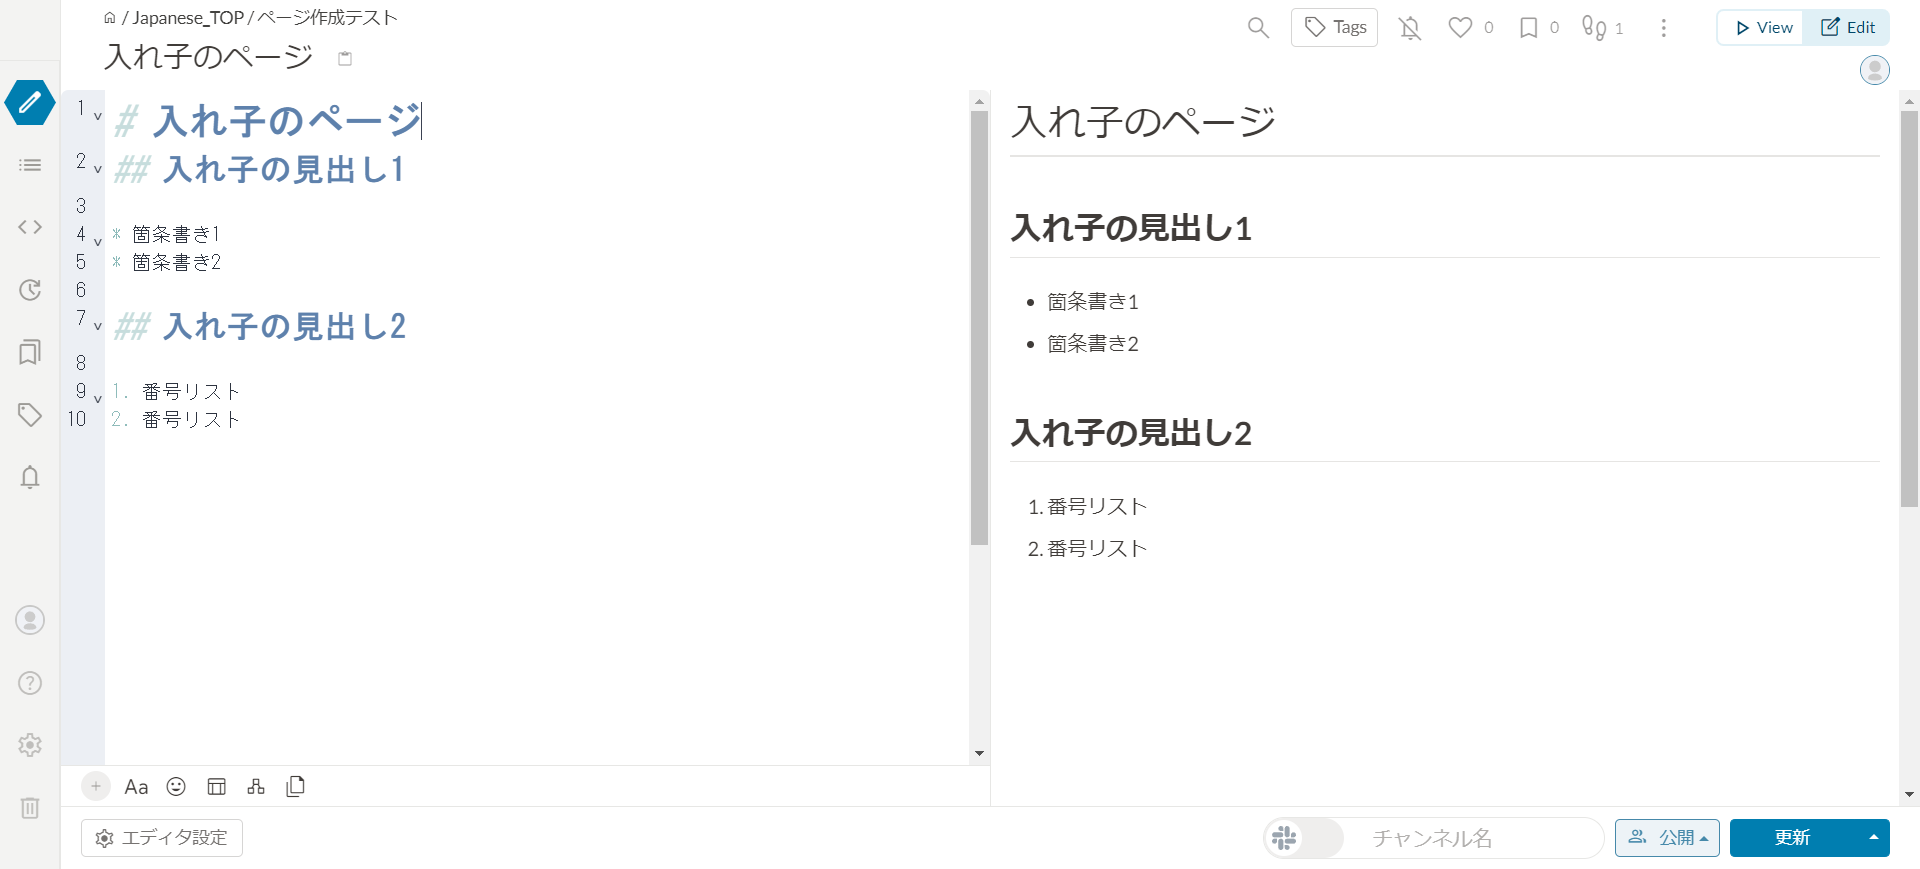 / Japanese_TOP / ページ作成テスト
入れ子のページ
Tags
0
0
1
View
Edit
1 # 入れ子のページ
2 ## 入れ子の見出し1
3
4 * 箇条書き1
5 * 箇条書き2
6
7 ## 入れ子の見出し2
8
9 1. 番号リスト
10 2. 番号リスト
入れ子のページ
入れ子の見出し1
• 箇条書き1
• 箇条書き2
入れ子の見出し2
1. 番号リスト
2. 番号リスト
Aa
エディタ設定
チャンネル名
公開
更新